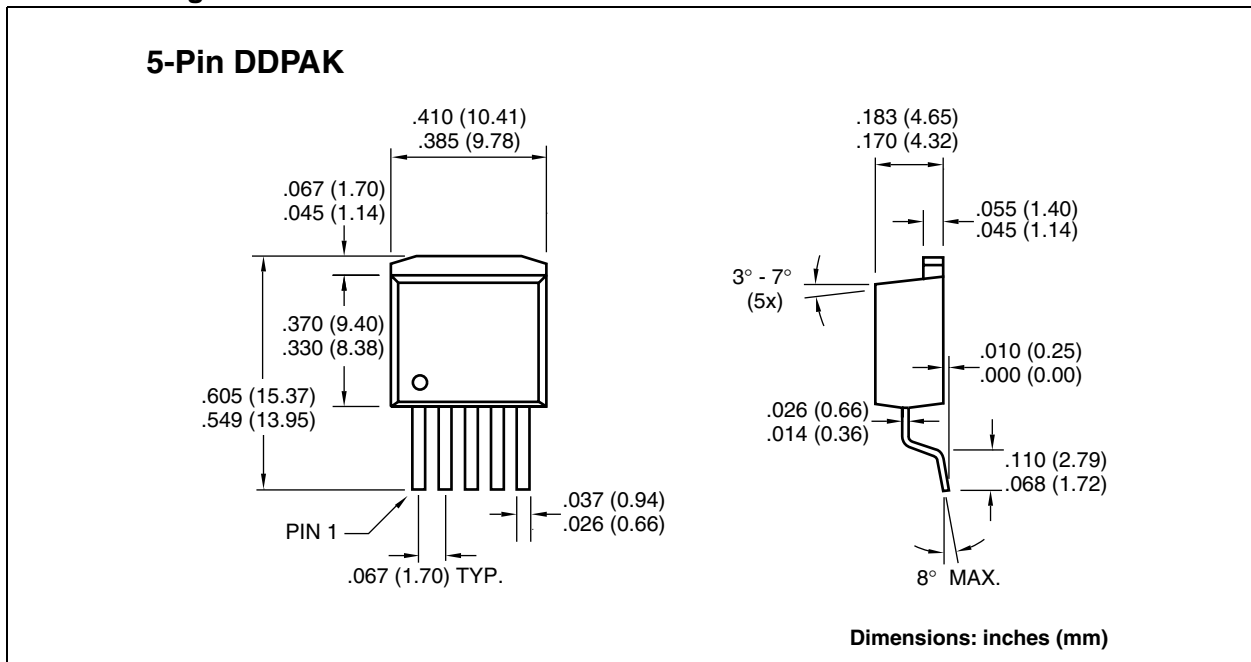 5-Pin DDPAK
.410 (10.41)
.385 (9.78)
.183 (4.65)
.170 (4.32)
.067 (1.70)
.045 (1.14)
.055 (1.40)
.045 (1.14)
3° - 7°
(5x)
.370 (9.40)
.330 (8.38)
.010 (0.25)
.000 (0.00)
.605 (15.37)
.549 (13.95)
.026 (0.66)
.014 (0.36)
.110 (2.79)
.068 (1.72)
.037 (0.94)
.026 (0.66)
PIN 1
.067 (1.70) TYP.
8° MAX.
Dimensions: inches (mm)